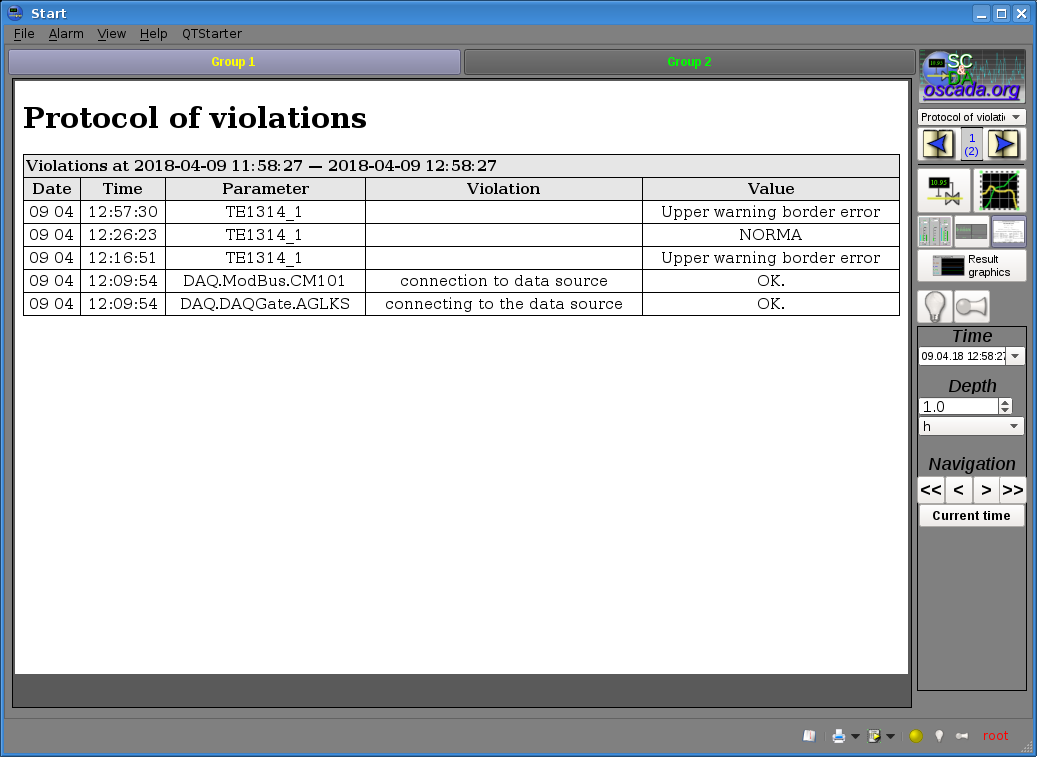 Start
File Alarm View Help QTStarter
Group 1 Group 2
10.95 SC
&
DA
oscada.org
Protocol of violati
1
(2)
10.95
Result
graphics
Protocol of violations
Violations at 2018-04-09 11:58:27 — 2018-04-09 12:58:27
Date Time Parameter Violation Value
09 04 12:57:30 TE1314_1 Upper warning border error
09 04 12:26:23 TE1314_1 NORMA
09 04 12:16:51 TE1314_1 Upper warning border error
09 04 12:09:54 DAQ.ModBus.CM101 connection to data source OK.
09 04 12:09:54 DAQ.DAQGate.AGLKS connecting to the data source OK.
Time
09.04.18 12:58:27
Depth
1.0
h
Navigation
<< < > >>
Current time
root